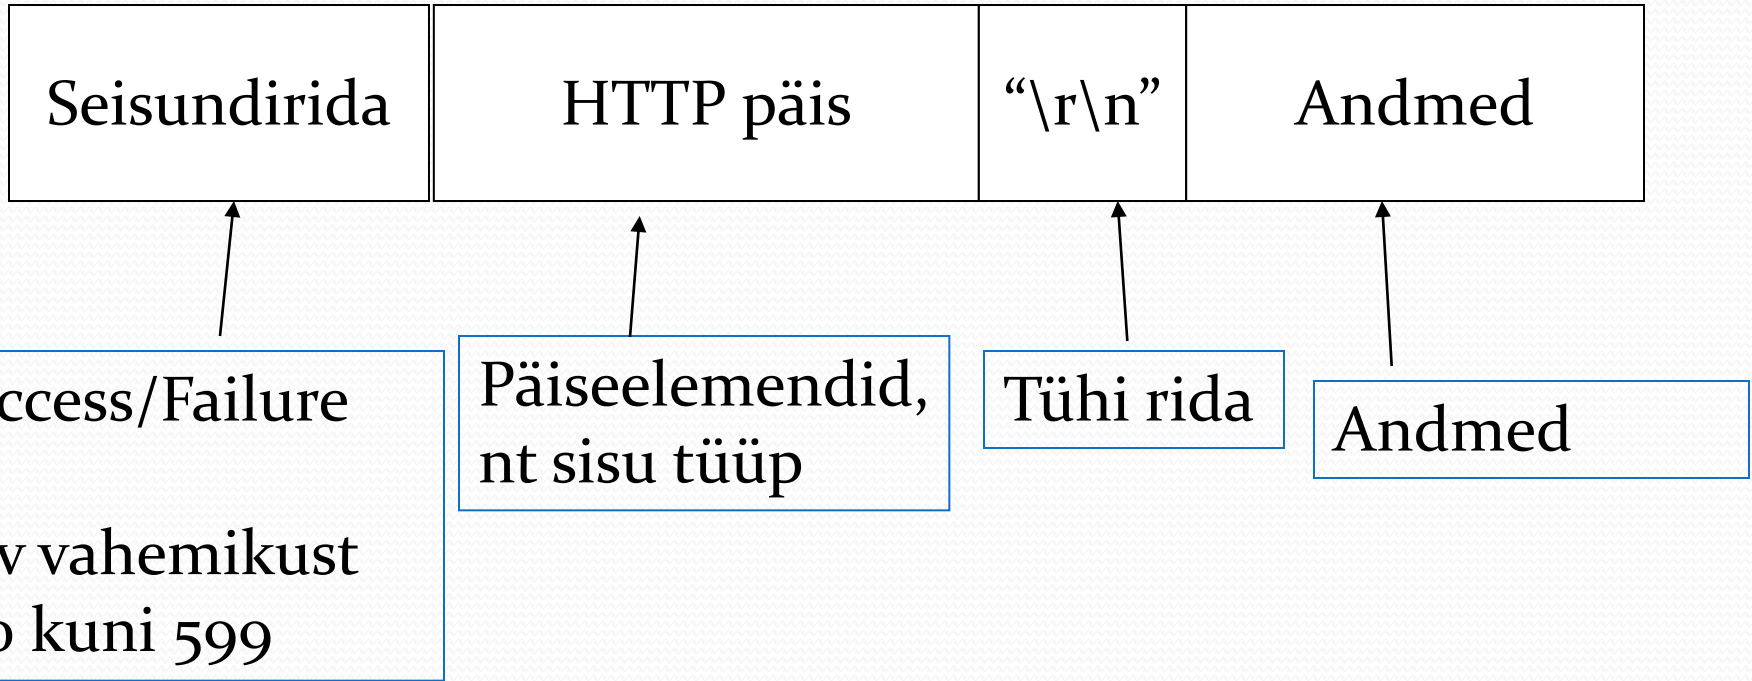 Seisundirida
HTTP päis
“\r\n”
Andmed
ccess/Failure
vahemikust
kuni 599
Päiseelemendid,
nt sisu tüüp
Tühi rida
Andmed